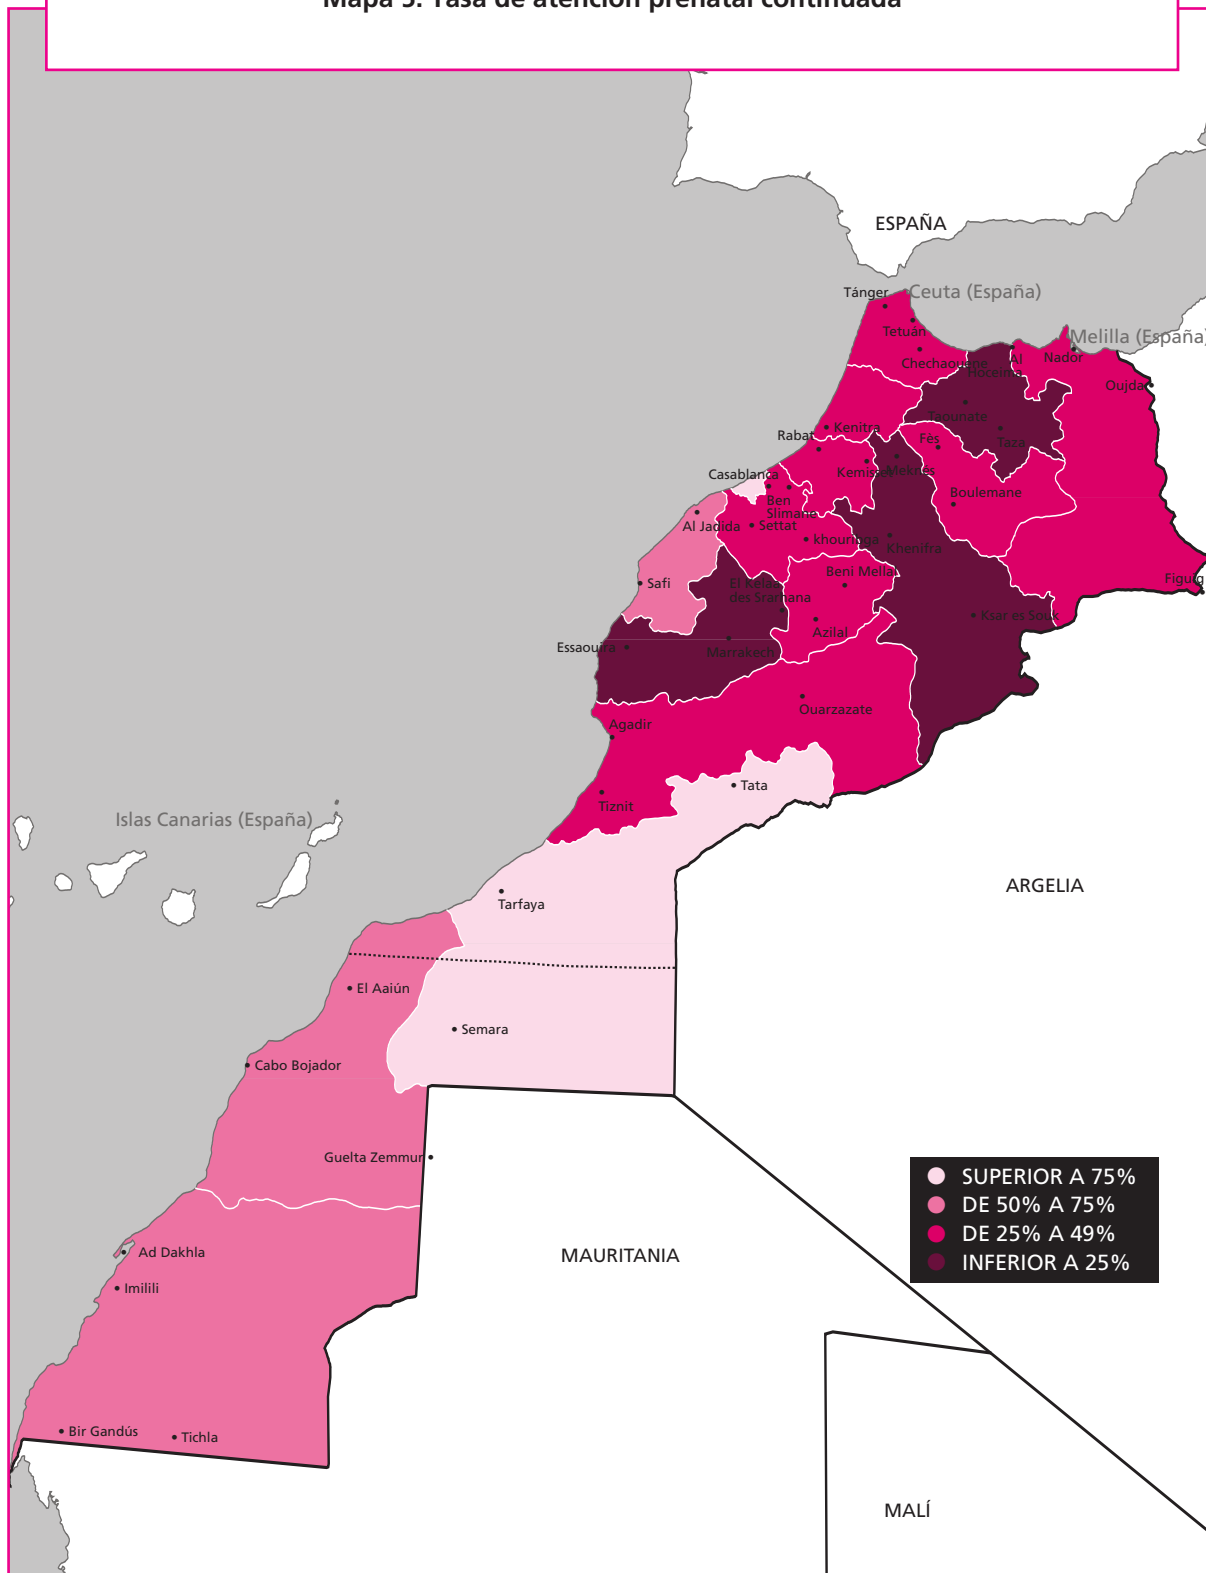 Mapa 5. Tasa de atención prenatal continuada
ESPAÑA
Tánger
Ceuta (España)
Tetuán
Melilla (España)
Chechaouene
Al
Hoceima
Nador
Oujda
Taounate
Taza
Rabat
Kenitra
Fès
Kemisset
Meknès
Casablanca
Ben
Slimane
Boulemane
Al Jadida
Settat
khouribga
Khenifra
Safi
El Kelaa
des Srarhana
Beni Mellal
Figuig
Azilal
Ksar es Souk
Essaouira
Marrakech
Ouarzazate
Agadir
Tata
Tiznit
Islas Canarias (España)
ARGELIA
Tarfaya
El Aaiún
Semara
Cabo Bojador
Guelta Zemmur
SUPERIOR A 75%
DE 50% A 75%
DE 25% A 49%
INFERIOR A 25%
Ad Dakhla
MAURITANIA
Imilili
Bir Gandús
Tichla
MALÍ